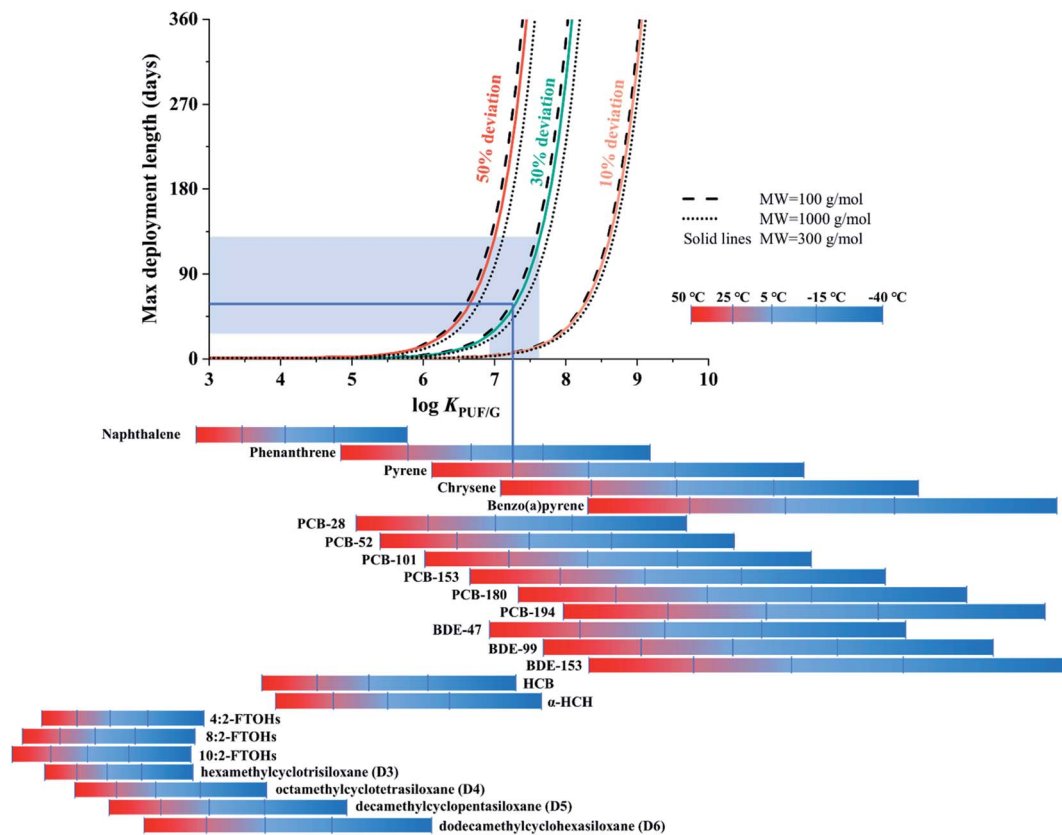 360
270
180
90
0
Max deployment length (days)
50% deviation
30% deviation
10% deviation
3 4 5 6 7 8 9 10
log K_PUF/G
MW=100 g/mol
MW=1000 g/mol
Solid lines MW=300 g/mol
50 °C 25 °C 5 °C -15 °C -40 °C
Naphthalene
Phenanthrene
Pyrene
Chrysene
Benzo(a)pyrene
PCB-28
PCB-52
PCB-101
PCB-153
PCB-180
PCB-194
BDE-47
BDE-99
BDE-153
HCB
α-HCH
4:2-FTOHs
8:2-FTOHs
10:2-FTOHs
hexamethylcyclotrisiloxane (D3)
octamethylcyclotetrasiloxane (D4)
decamethylcyclopentasiloxane (D5)
dodecamethylcyclohexasiloxane (D6)